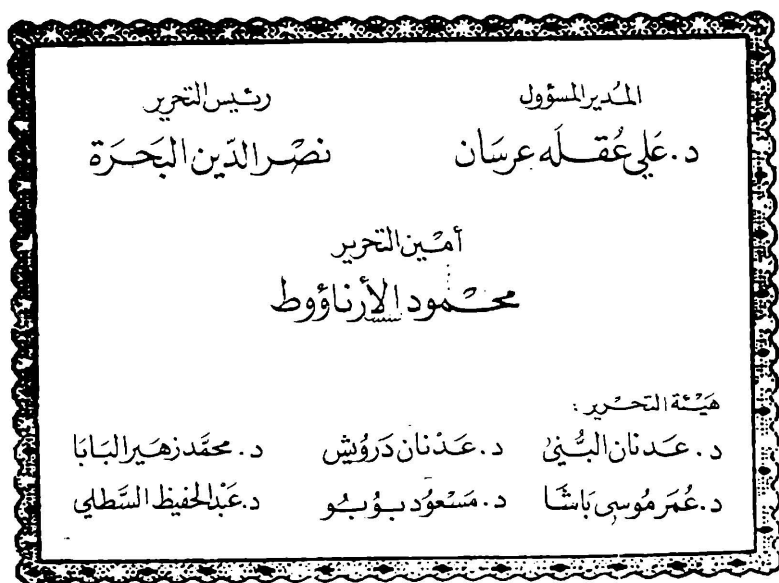 المدير المسؤول رئيس التحرير
د. علي عقله عرسان نصر الدين البحرة
أمين التحرير
محمود الأرناؤوط
هيئة التحرير :
د. عدنان البني د. عدنان درويش د. محمد زهير البابا
د. عمر موسى باشا د. مسعود بوبو د. عبد الحفيظ السطلي